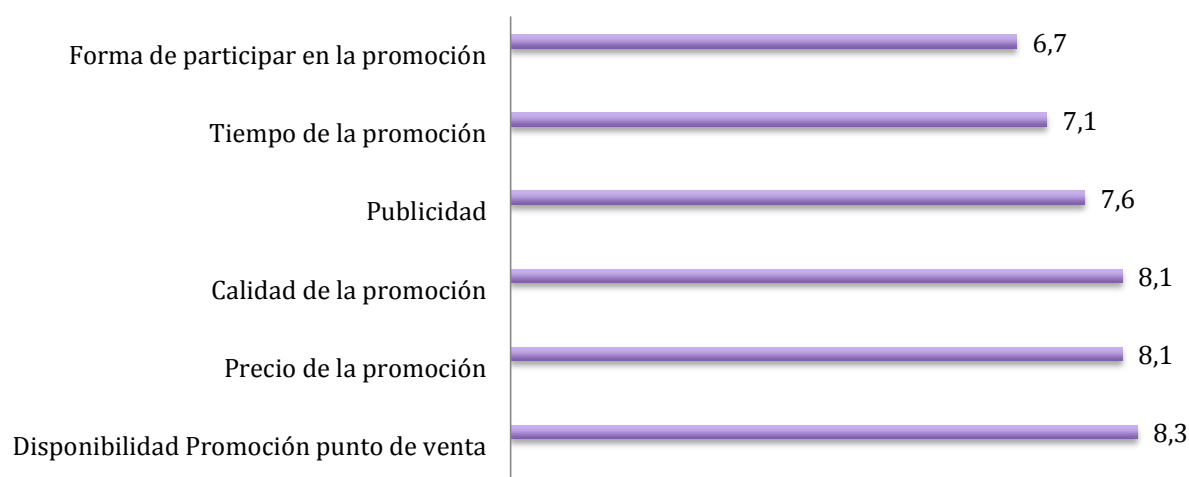 Forma de participar en la promoción 6,7
Tiempo de la promoción 7,1
Publicidad 7,6
Calidad de la promoción 8,1
Precio de la promoción 8,1
Disponibilidad Promoción punto de venta 8,3